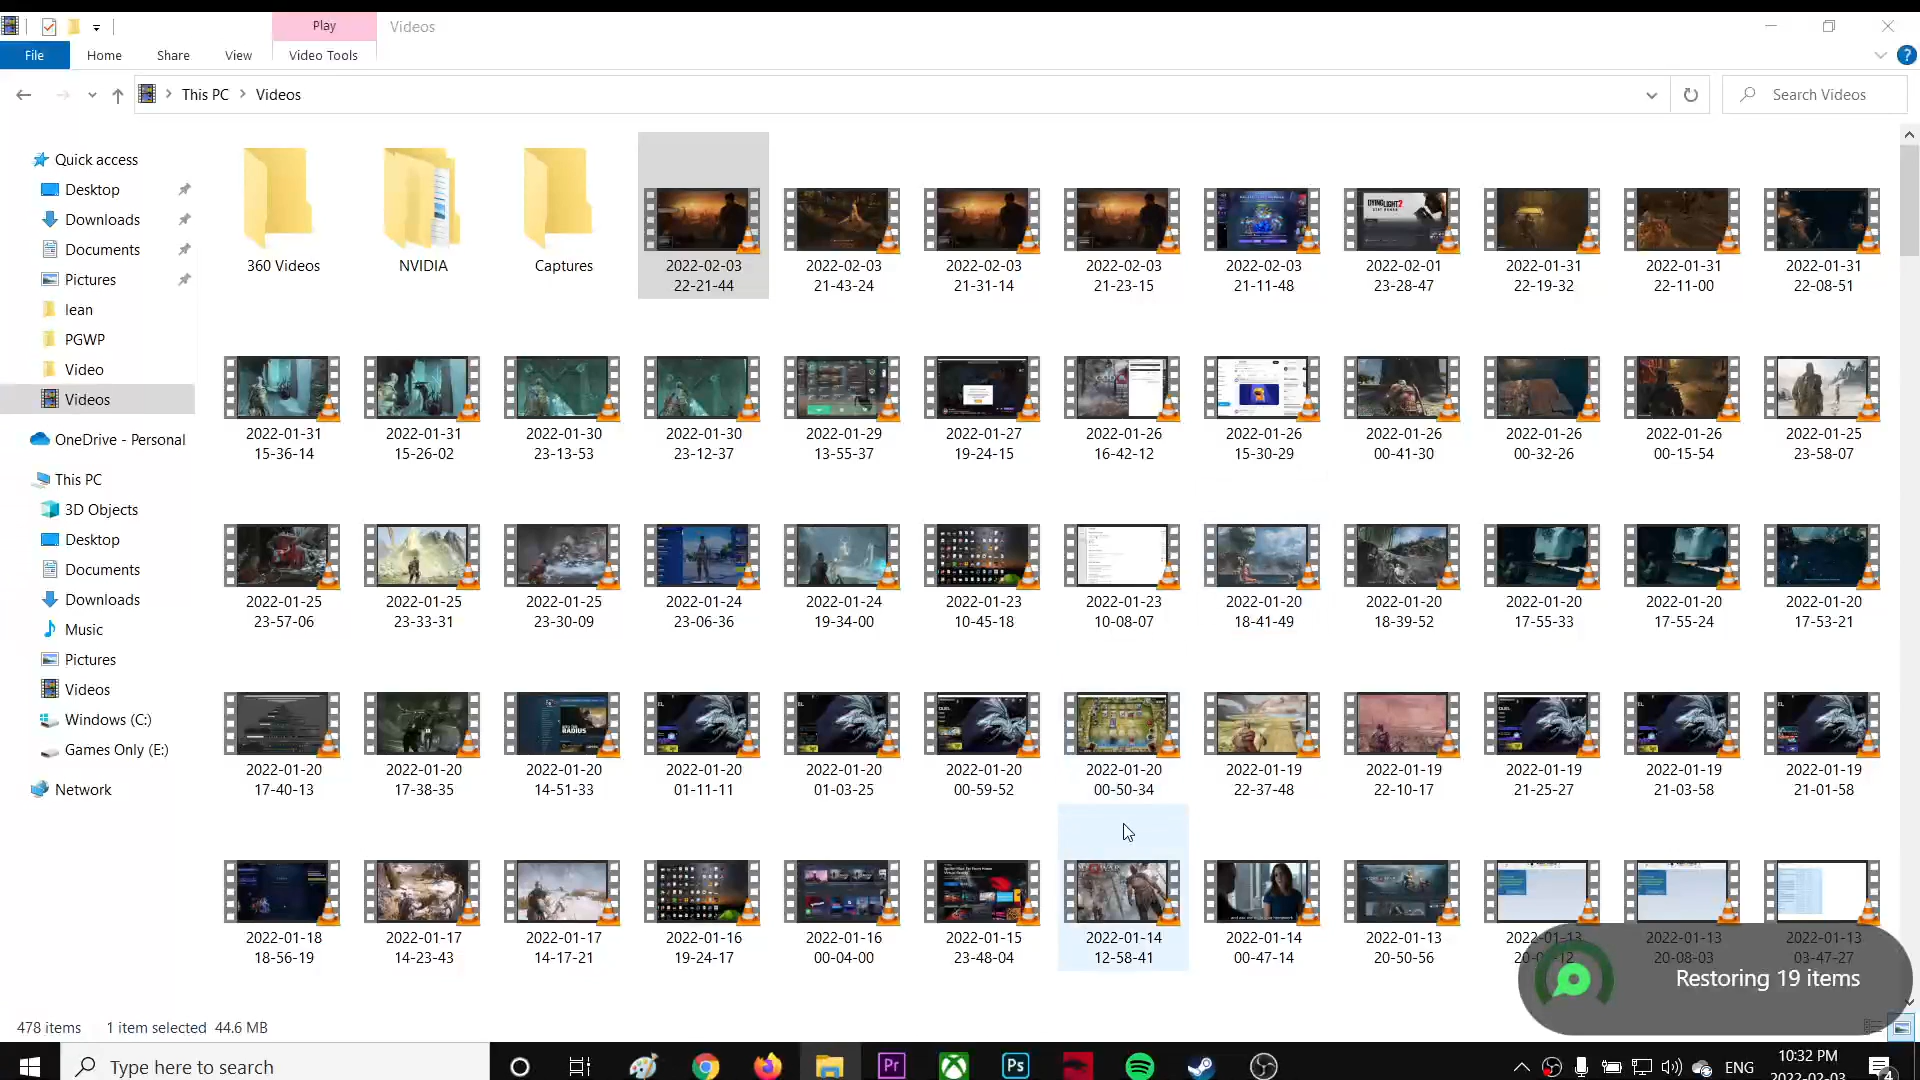 Play
Videos
File
Home
Share
View
Video Tools
?
This PC
Videos
Search Videos
Quick access
Desktop
Downloads
Documents
Pictures
lean
PGWP
Video
Videos
OneDrive - Personal
This PC
3D Objects
Desktop
Documents
Downloads
Music
Pictures
Videos
Windows (C:)
Games Only (E:)
Network
360 Videos
NVIDIA
Captures
2022-02-03
22-21-44
2022-02-03
21-43-24
2022-02-03
21-31-14
2022-02-03
21-23-15
2022-02-03
21-11-48
DYING LIGHT 2
2022-02-01
23-28-47
2022-01-31
22-19-32
2022-01-31
22-11-00
2022-01-31
22-08-51
2022-01-31
15-36-14
2022-01-31
15-26-02
2022-01-30
23-13-53
2022-01-30
23-12-37
2022-01-29
13-55-37
2022-01-27
19-24-15
2022-01-26
16-42-12
2022-01-26
15-30-29
2022-01-26
00-41-30
2022-01-26
00-32-26
2022-01-26
00-15-54
2022-01-25
23-58-07
2022-01-25
23-57-06
2022-01-25
23-33-31
2022-01-25
23-30-09
2022-01-24
23-06-36
2022-01-24
19-34-00
2022-01-23
10-45-18
2022-01-23
10-08-07
2022-01-20
18-41-49
2022-01-20
18-39-52
2022-01-20
17-55-33
2022-01-20
17-55-24
2022-01-20
17-53-21
2022-01-20
17-40-13
2022-01-20
17-38-35
2022-01-20
14-51-33
2022-01-20
01-11-11
2022-01-20
01-03-25
2022-01-20
00-59-52
2022-01-20
00-50-34
2022-01-19
22-37-48
2022-01-19
22-10-17
2022-01-19
21-25-27
2022-01-19
21-03-58
2022-01-19
21-01-58
2022-01-18
18-56-19
2022-01-17
14-23-43
2022-01-17
14-17-21
2022-01-16
19-24-17
2022-01-16
00-04-00
2022-01-15
23-48-04
2022-01-14
12-58-41
2022-01-14
00-47-14
2022-01-13
20-50-56
2022-01-13
2022-01-13
20-08-03
2022-01-13
03-47-27
Restoring 19 items
478 items
1 item selected 44.6 MB
Type here to search
Pr
Ps
ENG
10:32 PM
2022-02-03
4